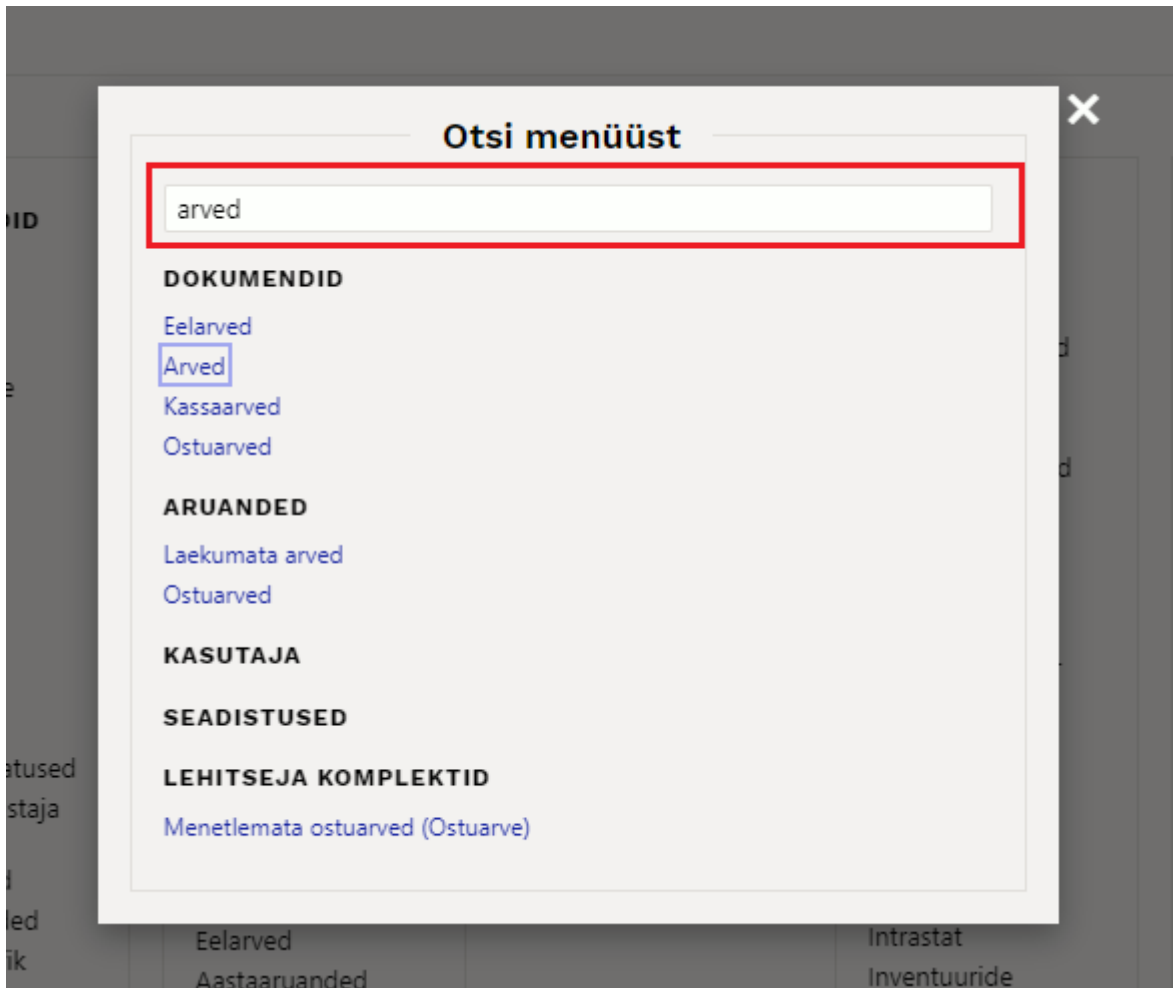 Otsi menüüst
arved
DOKUMENDID
Eelarved
Arved
Kassaarved
Ostuarved
ARUANDED
Laekumata arved
Ostuarved
KASUTAJA
SEADISTUSED
LEHITSEJA KOMPLEKTID
Menetlemata ostuarved (Ostuarve)
Eelarved
Aastaaruanded
Intrastat
Inventuuride